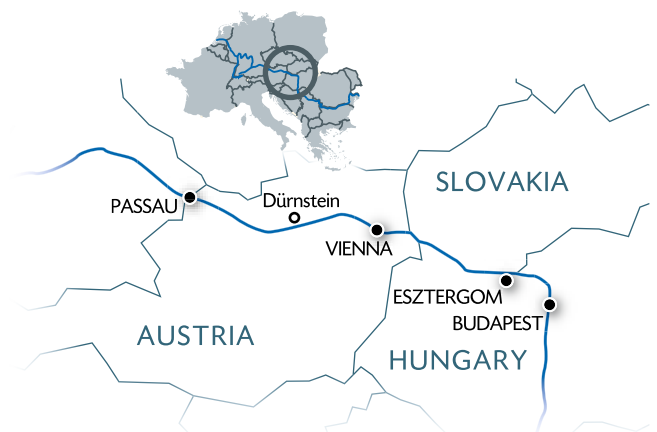 SLOVAKIA
Dürnstein
PASSAU
VIENNA
ESZTERGOM
BUDAPEST
AUSTRIA
HUNGARY